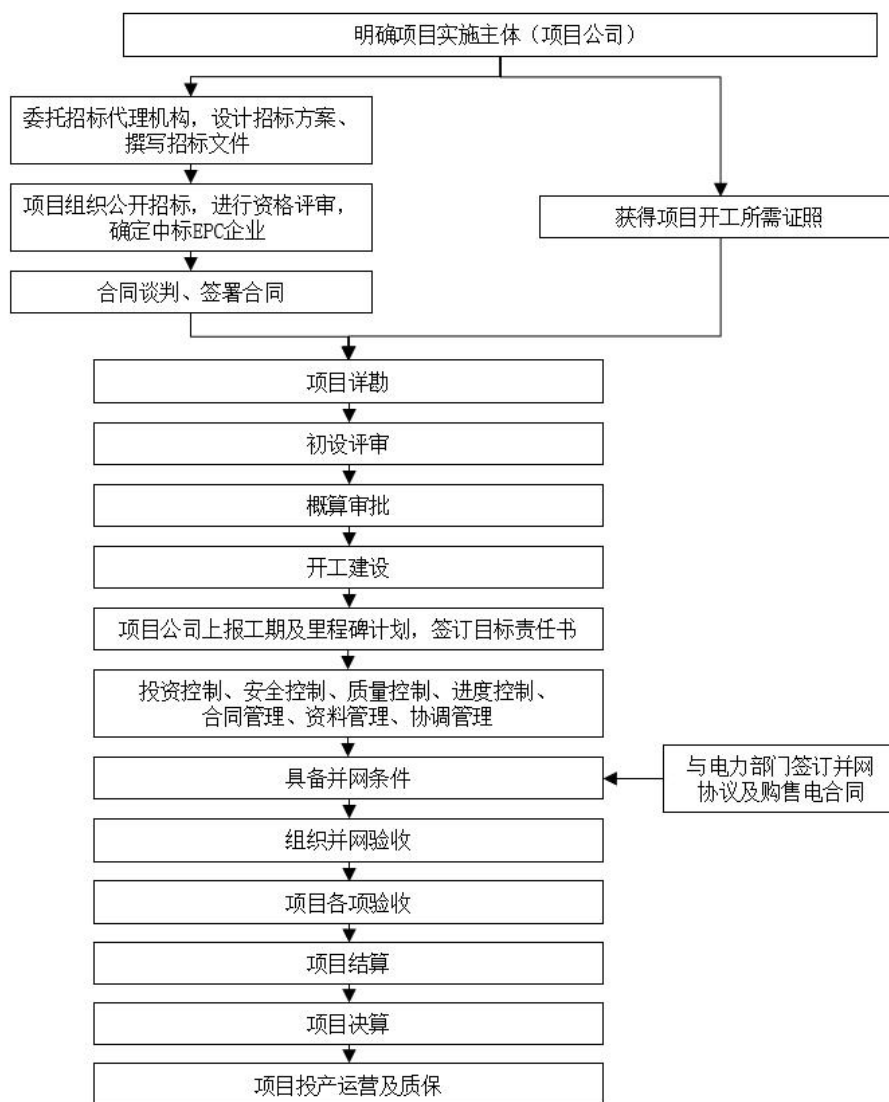 明确项目实施主体（项目公司）
委托招标代理机构，设计招标方案、
撰写招标文件
项目组织公开招标，进行资格评审，
确定中标EPC企业
获得项目开工所需证照
合同谈判、签署合同
项目详勘
初设评审
概算审批
开工建设
项目公司上报工期及里程碑计划，签订目标责任书
投资控制、安全控制、质量控制、进度控制、
合同管理、资料管理、协调管理
具备并网条件
与电力部门签订并网
协议及购售电合同
组织并网验收
项目各项验收
项目结算
项目决算
项目投产运营及质保